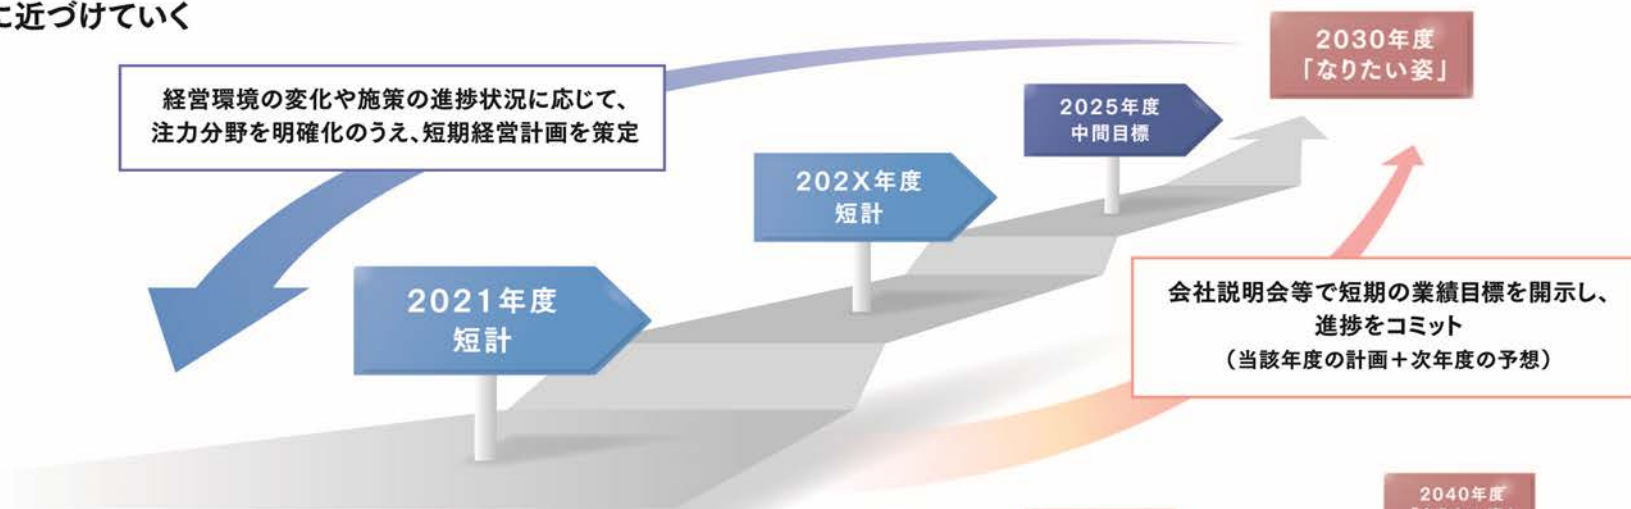 に近づけていく
2030年度
「なりたい姿」
経営環境の変化や施策の進捗状況に応じて、
注力分野を明確化のうえ、短期経営計画を策定
2025年度
中間目標
202X年度
短計
2021年度
短計
会社説明会等で短期の業績目標を開示し、
進捗をコミット
（当該年度の計画＋次年度の予想）
2040年度